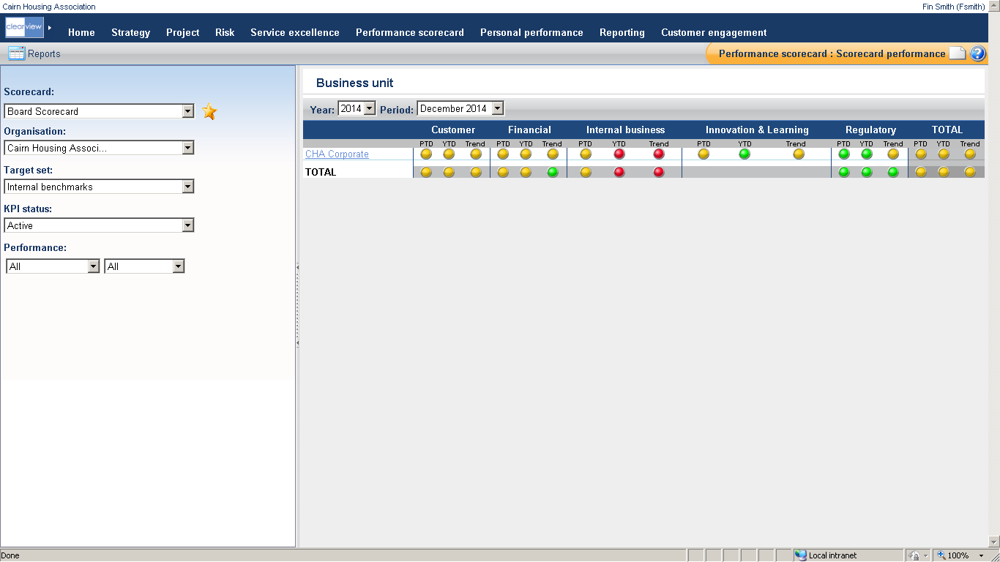 Cairn Housing Association Fin Smith (Fsmith)
clearview Home Strategy Project Risk Service excellence Performance scorecard Personal performance Reporting Customer engagement
Reports Performance scorecard : Scorecard performance ?
Scorecard:
Board Scorecard
Organisation:
Cairn Housing Associ...
Target set:
Internal benchmarks
KPI status:
Active
Performance:
All All
Business unit
Year: 2014 Period: December 2014
Customer Financial Internal business Innovation & Learning Regulatory TOTAL
PTD YTD Trend PTD YTD Trend PTD YTD Trend PTD YTD Trend PTD YTD Trend PTD YTD Trend
CHA Corporate
TOTAL
Done Local intranet 100%